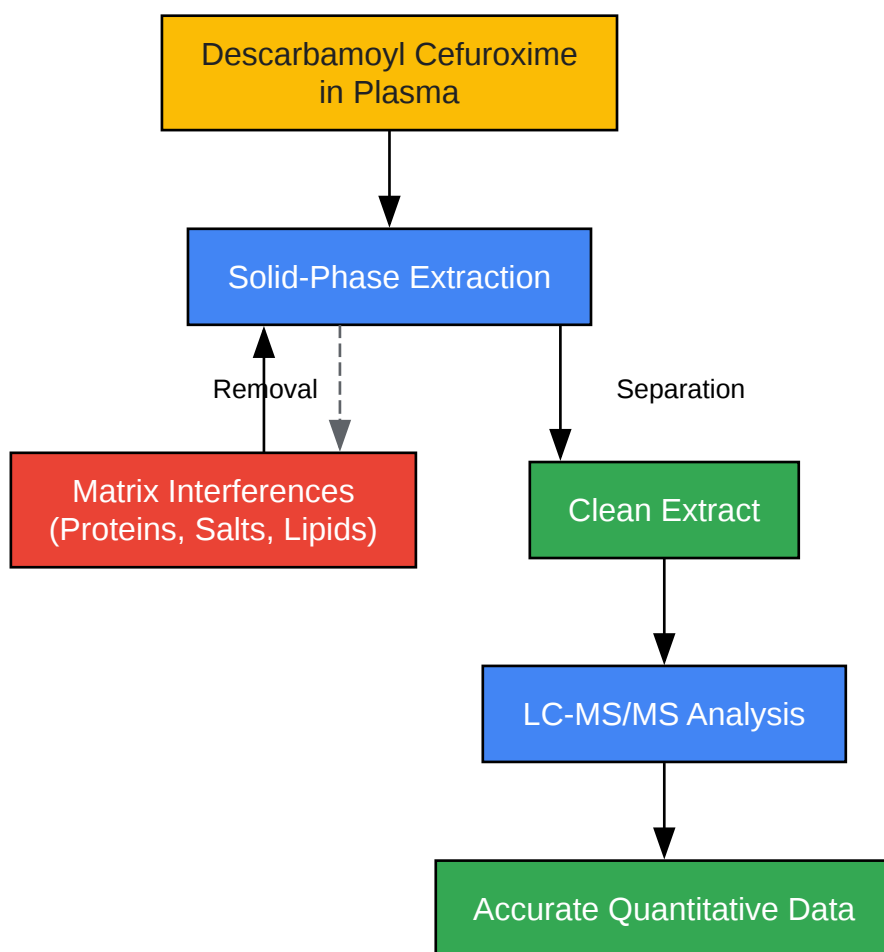 Descarbamoyl Cefuroxime
in Plasma
Solid-Phase Extraction
Removal
Separation
Matrix Interferences
(Proteins, Salts, Lipids)
Clean Extract
LC-MS/MS Analysis
Accurate Quantitative Data